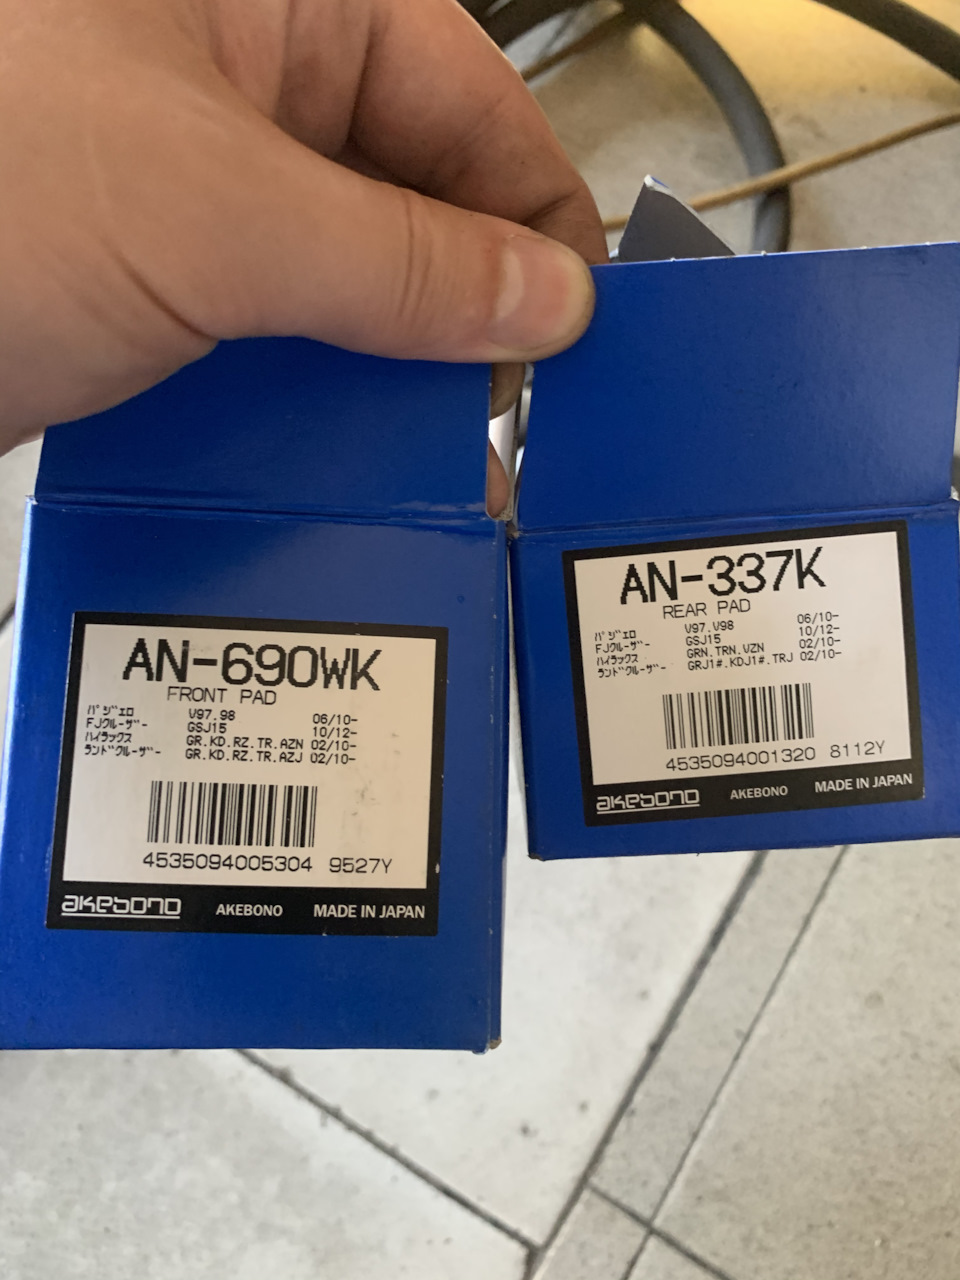 AN-690WK
FRONT PAD
パジェロ V97.98 06/10-
FJクルーザー GSJ15 10/12-
ハイラックス GR.KD.RZ.TR.AZN 02/10-
ランドクルーザー GR.KD.RZ.TR.AZJ 02/10-
4535094005304 9527Y
akebono AKEBONO MADE IN JAPAN
AN-337K
REAR PAD
パジェロ V97.V98 06/10-
FJクルーザー GSJ15 10/12-
ハイラックス GRN.TRN.VZN 02/10-
ランドクルーザー GRJ1#.KDJ1#.TRJ 02/10-
4535094001320 8112Y
akebono AKEBONO MADE IN JAPAN